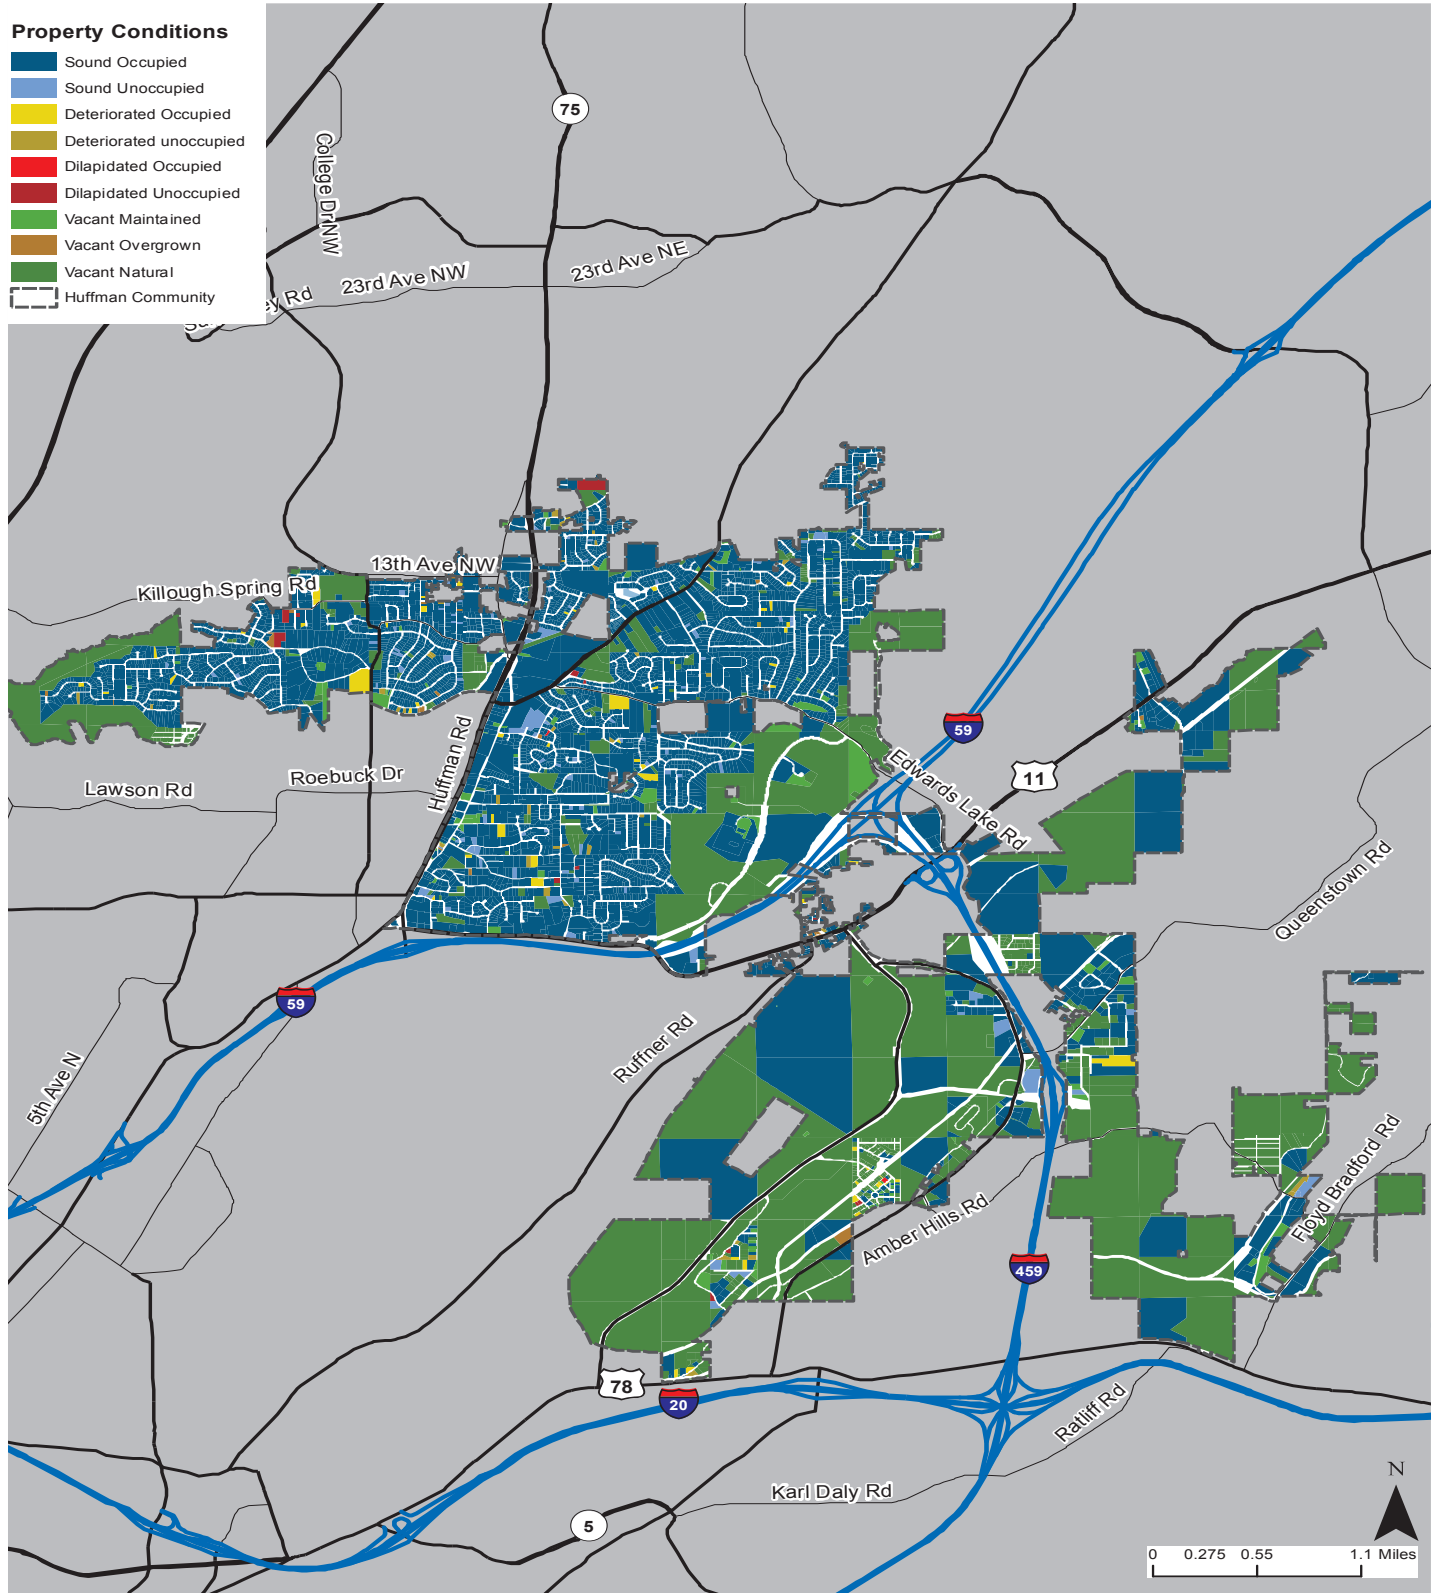 Property Conditions
Sound Occupied
Sound Unoccupied
Deteriorated Occupied
Deteriorated unoccupied
Dilapidated Occupied
Dilapidated Unoccupied
Vacant Maintained
Vacant Overgrown
Vacant Natural
Huffman Community
75
College Dr NW
23rd Ave NW
23rd Ave NE
Rd
13th Ave NW
Killough Spring Rd
Huffman Rd
59
Edwards Lake Rd
11
Roebuck Dr
Lawson Rd
Queenstown Rd
59
Ruffner Rd
5th Ave N
Floyd Bradford Rd
Amber Hills Rd
459
78
20
Ratliff Rd
Karl Daly Rd
5
N
0 0.275 0.55 1.1 Miles